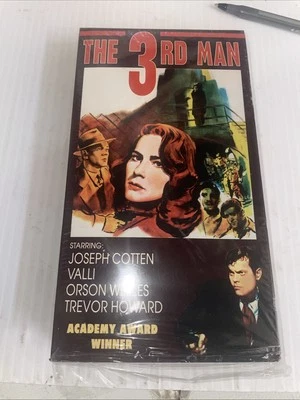 THE 3RD MAN
STARRING:
JOSEPH COTTEN
VALLI
ORSON WELLES
TREVOR HOWARD
ACADEMY AWARD
WINNER